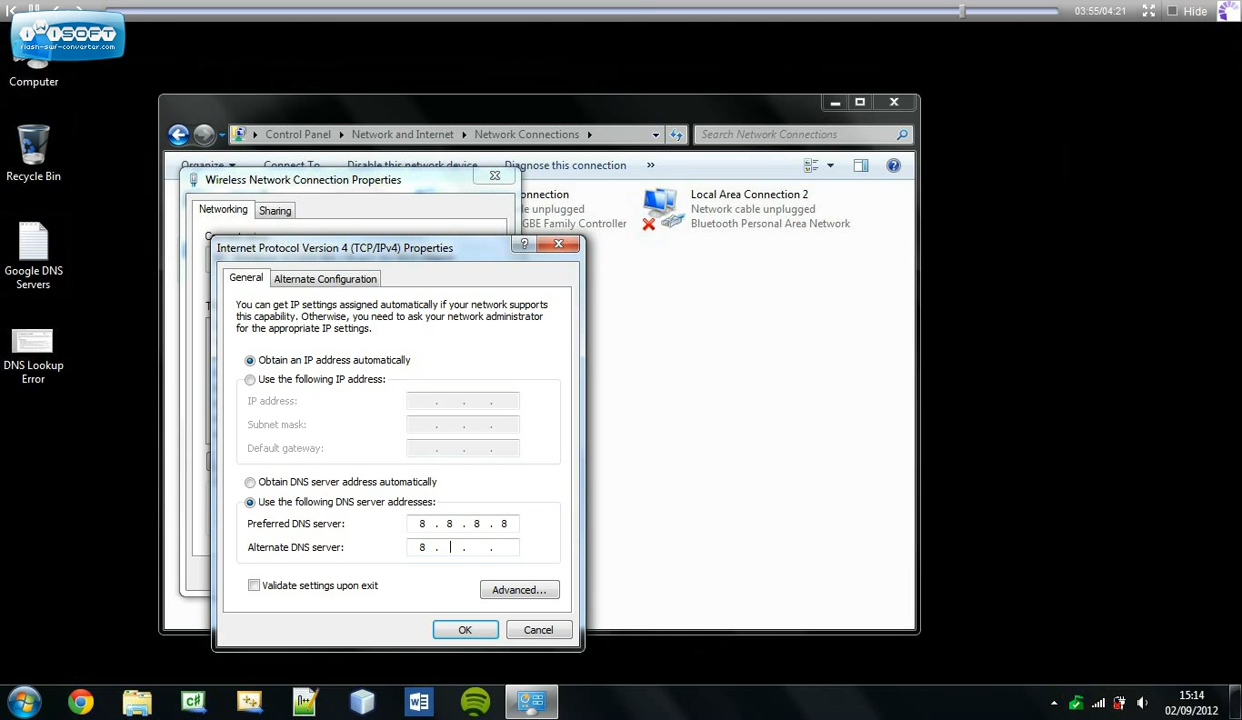 03:55/04:21
Hide
iWiSOFT
flash-swf-converter.com
Computer
Recycle Bin
Google DNS
Servers
DNS Lookup
Error
Control Panel
Network and Internet
Network Connections
Search Network Connections
Organize
Connect To
Disable this network device
Diagnose this connection
»
Wireless Network Connection Properties
Networking
Sharing
onnection
le unplugged
GBE Family Controller
Local Area Connection 2
Network cable unplugged
Bluetooth Personal Area Network
Internet Protocol Version 4 (TCP/IPv4) Properties
?
General
Alternate Configuration
You can get IP settings assigned automatically if your network supports
this capability. Otherwise, you need to ask your network administrator
for the appropriate IP settings.
Obtain an IP address automatically
Use the following IP address:
IP address: . . .
Subnet mask: . . .
Default gateway: . . .
Obtain DNS server address automatically
Use the following DNS server addresses:
Preferred DNS server: 8 . 8 . 8 . 8
Alternate DNS server: 8 . . .
Validate settings upon exit
Advanced...
OK
Cancel
15:14
02/09/2012